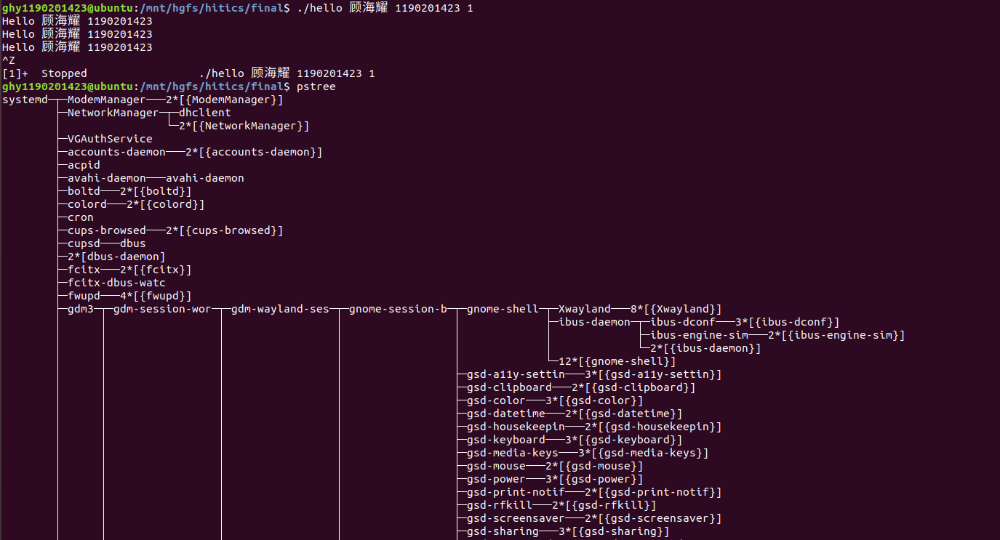 ghy1190201423@ubuntu:/mnt/hgfs/hitics/final$ ./hello 顾海耀 1190201423 1
Hello 顾海耀 1190201423
Hello 顾海耀 1190201423
Hello 顾海耀 1190201423
^Z
[1]+  Stopped                 ./hello 顾海耀 1190201423 1
ghy1190201423@ubuntu:/mnt/hgfs/hitics/final$ pstree
systemd─┬─ModemManager───2*[{ModemManager}]
        ├─NetworkManager─┬─dhclient
        │                └─2*[{NetworkManager}]
        ├─VGAuthService
        ├─accounts-daemon───2*[{accounts-daemon}]
        ├─acpid
        ├─avahi-daemon───avahi-daemon
        ├─boltd───2*[{boltd}]
        ├─colord───2*[{colord}]
        ├─cron
        ├─cups-browsed───2*[{cups-browsed}]
        ├─cupsd───dbus
        ├─2*[dbus-daemon]
        ├─fcitx───2*[{fcitx}]
        ├─fcitx-dbus-watc
        ├─fwupd───4*[{fwupd}]
        ├─gdm3─┬─gdm-session-wor─┬─gdm-wayland-ses─┬─gnome-session-b─┬─gnome-shell─┬─Xwayland───8*[{Xwayland}]
        │      │                 │                 │                 │             ├─ibus-daemon─┬─ibus-dconf───3*[{ibus-dconf}]
        │      │                 │                 │                 │             │             ├─ibus-engine-sim───2*[{ibus-engine-sim}]
        │      │                 │                 │                 │             │             └─2*[{ibus-daemon}]
        │      │                 │                 │                 │             └─12*[{gnome-shell}]
        │      │                 │                 │                 ├─gsd-a11y-settin───3*[{gsd-a11y-settin}]
        │      │                 │                 │                 ├─gsd-clipboard───2*[{gsd-clipboard}]
        │      │                 │                 │                 ├─gsd-color───3*[{gsd-color}]
        │      │                 │                 │                 ├─gsd-datetime───2*[{gsd-datetime}]
        │      │                 │                 │                 ├─gsd-housekeepin───2*[{gsd-housekeepin}]
        │      │                 │                 │                 ├─gsd-keyboard───3*[{gsd-keyboard}]
        │      │                 │                 │                 ├─gsd-media-keys───3*[{gsd-media-keys}]
        │      │                 │                 │                 ├─gsd-mouse───2*[{gsd-mouse}]
        │      │                 │                 │                 ├─gsd-power───3*[{gsd-power}]
        │      │                 │                 │                 ├─gsd-print-notif───2*[{gsd-print-notif}]
        │      │                 │                 │                 ├─gsd-rfkill───2*[{gsd-rfkill}]
        │      │                 │                 │                 ├─gsd-screensaver───2*[{gsd-screensaver}]
        │      │                 │                 │                 ├─gsd-sharing───3*[{gsd-sharing}]